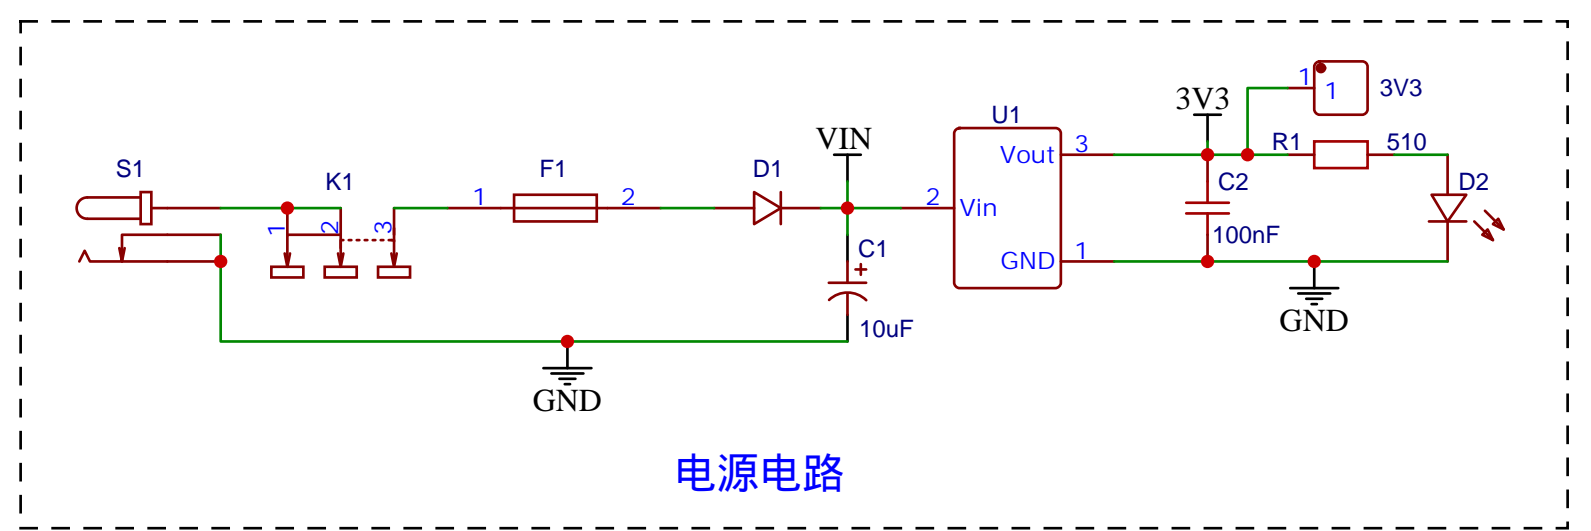 S1
K1
1
2
3
F1
1
2
D1
VIN
C1
+
10uF
GND
U1
Vout
3
2
Vin
GND
1
3V3
1
1
3V3
R1
510
C2
100nF
D2
GND
电源电路